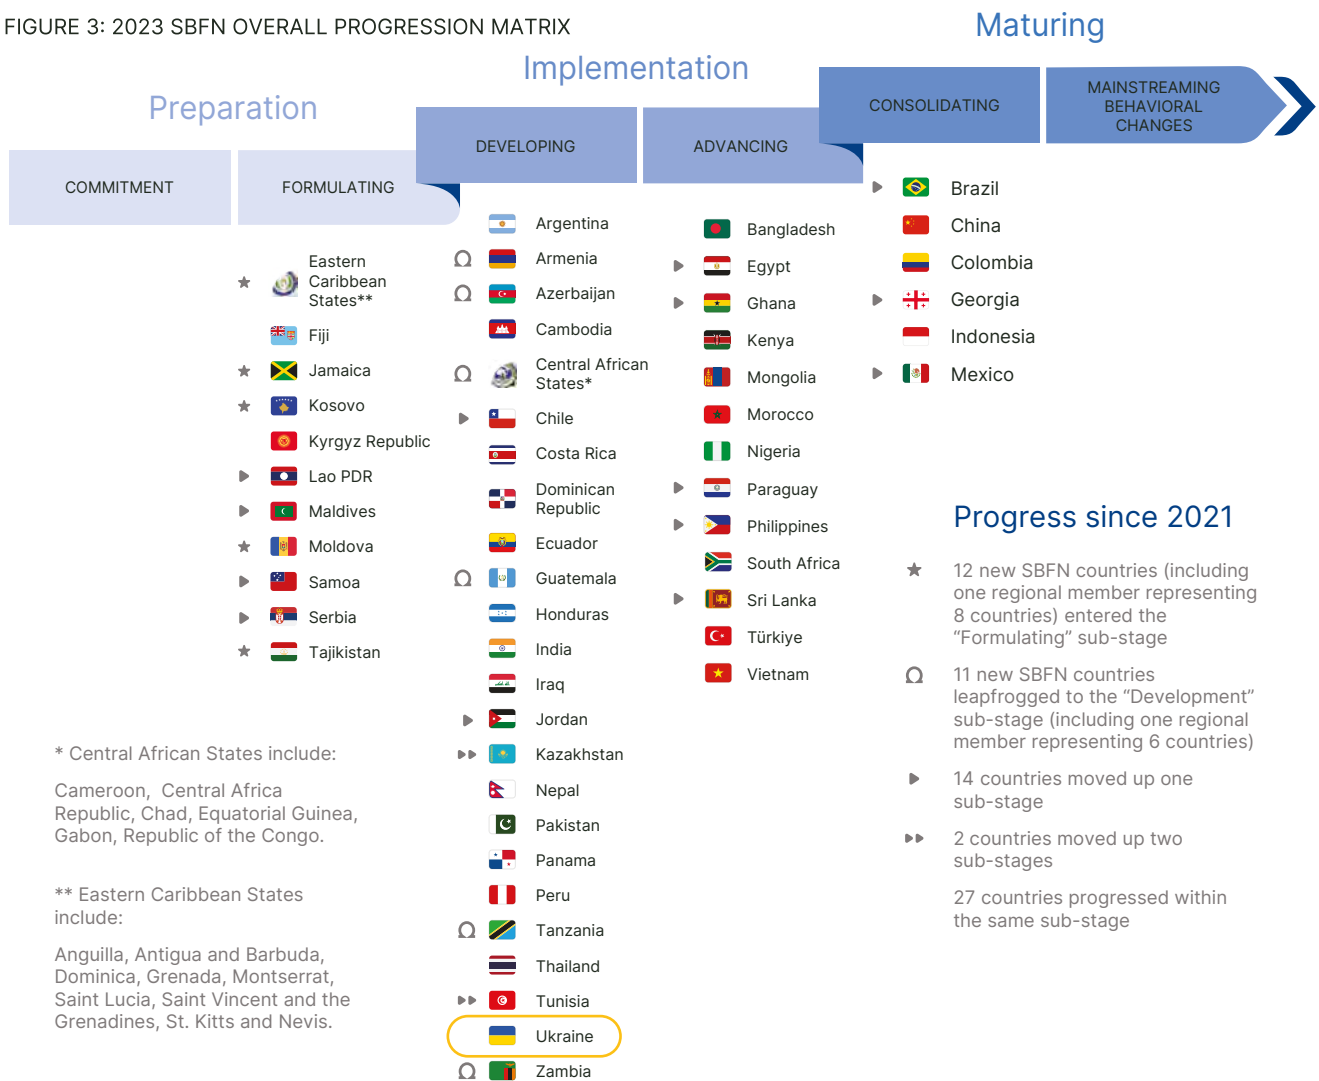 FIGURE 3: 2023 SBFN OVERALL PROGRESSION MATRIX
Preparation
Implementation
Maturing
COMMITMENT
FORMULATING
DEVELOPING
ADVANCING
CONSOLIDATING
MAINSTREAMING
BEHAVIORAL
CHANGES
Eastern
Caribbean
States**
Fiji
Jamaica
Kosovo
Kyrgyz Republic
Lao PDR
Maldives
Moldova
Samoa
Serbia
Tajikistan
Argentina
Armenia
Azerbaijan
Cambodia
Central African
States*
Chile
Costa Rica
Dominican
Republic
Ecuador
Guatemala
Honduras
India
Iraq
Jordan
Kazakhstan
Nepal
Pakistan
Panama
Peru
Tanzania
Thailand
Tunisia
Ukraine
Zambia
Bangladesh
Egypt
Ghana
Kenya
Mongolia
Morocco
Nigeria
Paraguay
Philippines
South Africa
Sri Lanka
Türkiye
Vietnam
Brazil
China
Colombia
Georgia
Indonesia
Mexico
Progress since 2021
12 new SBFN countries (including
one regional member representing
8 countries) entered the
“Formulating” sub-stage
11 new SBFN countries
leapfrogged to the “Development”
sub-stage (including one regional
member representing 6 countries)
14 countries moved up one
sub-stage
2 countries moved up two
sub-stages
27 countries progressed within
the same sub-stage
* Central African States include:
Cameroon, Central Africa
Republic, Chad, Equatorial Guinea,
Gabon, Republic of the Congo.
** Eastern Caribbean States
include:
Anguilla, Antigua and Barbuda,
Dominica, Grenada, Montserrat,
Saint Lucia, Saint Vincent and the
Grenadines, St. Kitts and Nevis.